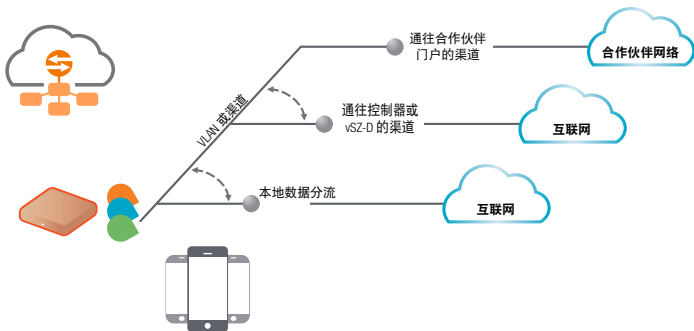 通往合作伙伴
门户的渠道
合作伙伴网络
VLAN 或渠道
通往控制器或
vSZ-D 的渠道
互联网
本地数据分流
互联网